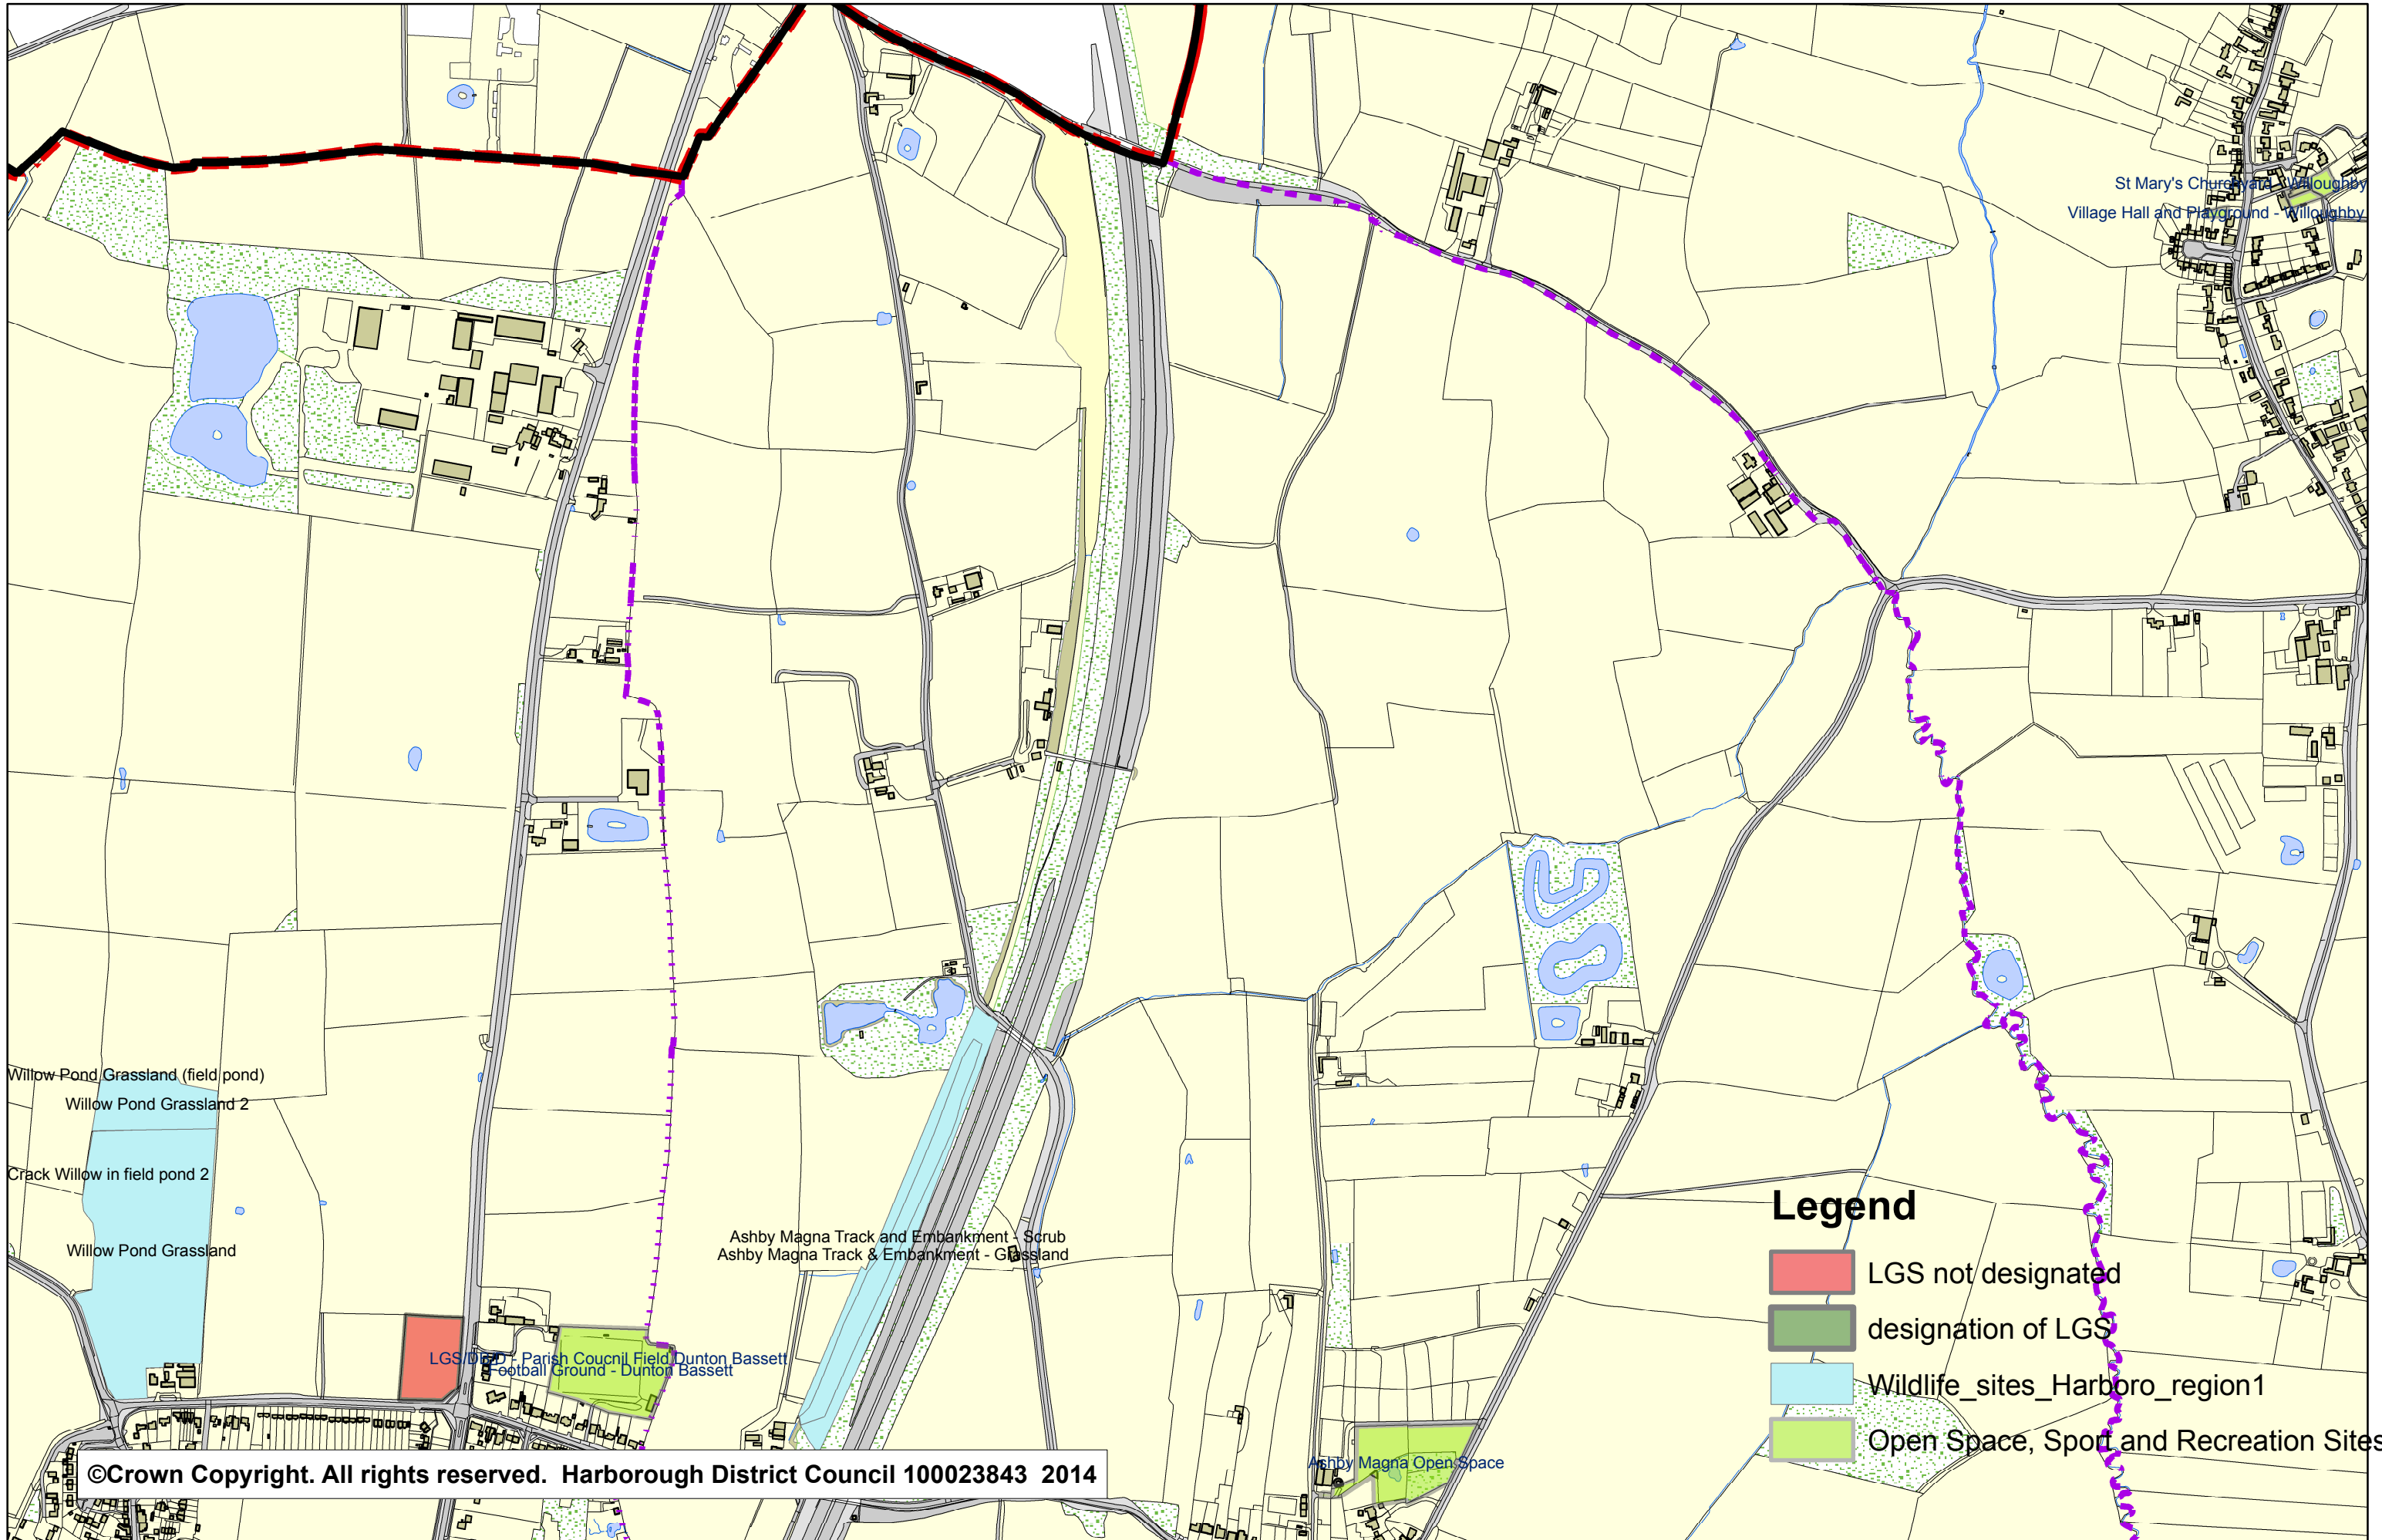 St Mary's Churchyard - Willoughby
Village Hall and Playground - Willoughby
Willow Pond Grassland (field pond)
Willow Pond Grassland 2
Crack Willow in field pond 2
Willow Pond Grassland
Ashby Magna Track and Embankment - Scrub
Ashby Magna Track & Embankment - Grassland
LGS/ - Parish Coucnil Field Dunton Bassett
Football Ground - Dunton Bassett
Ashby Magna Open Space
Legend
LGS not designated
designation of LGS
Wildlife_sites_Harboro_region1
Open Space, Sport and Recreation Sites
©Crown Copyright. All rights reserved. Harborough District Council 100023843 2014